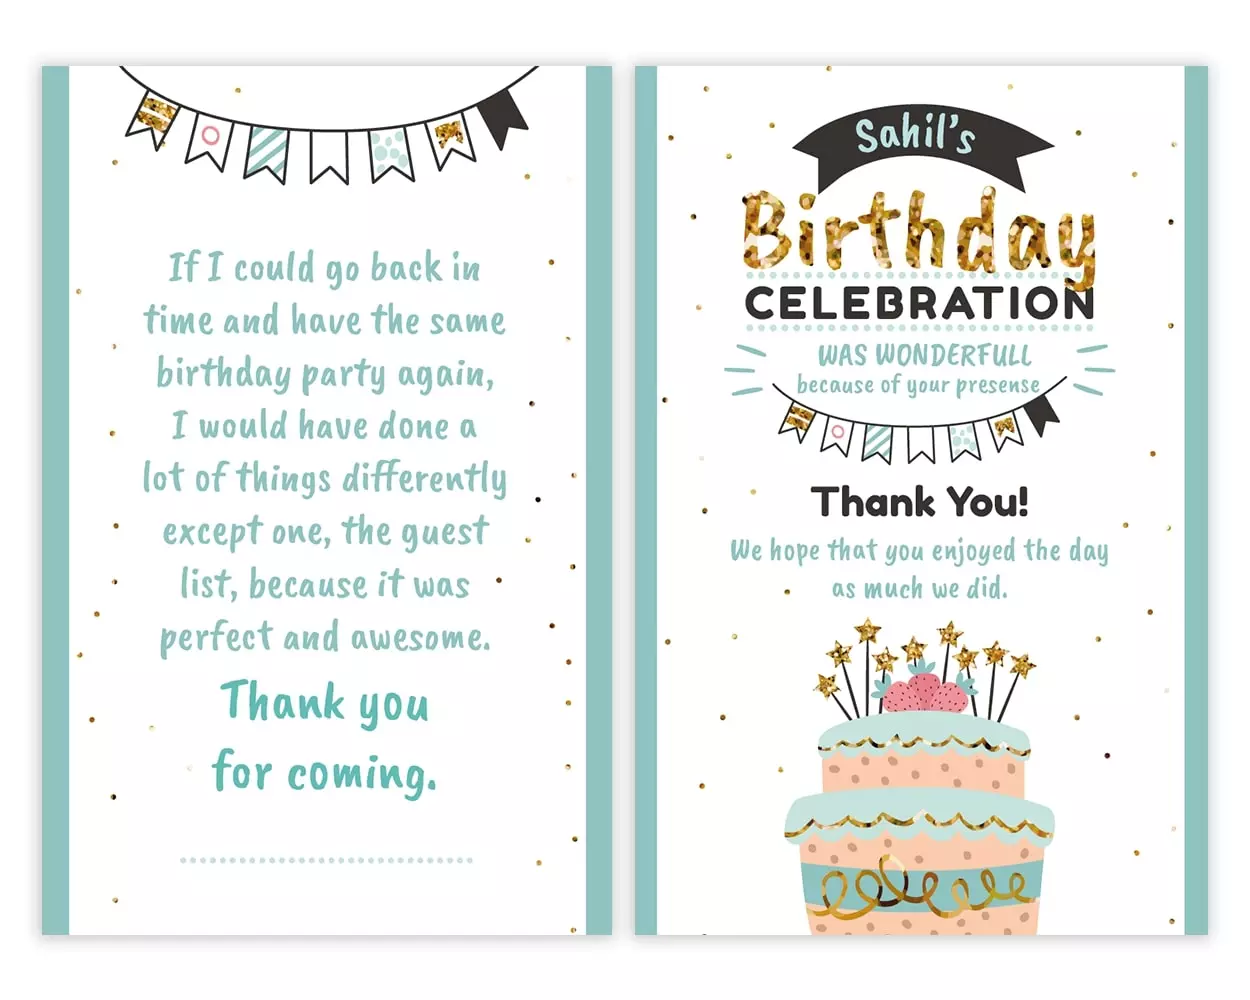 If I could go back in
time and have the same
birthday party again,
I would have done a
lot of things differently
except one, the guest
list, because it was
perfect and awesome.
Thank you
for coming.
Sahil's
Birthday
CELEBRATION
WAS WONDERFULL
because of your presense
Thank You!
We hope that you enjoyed the day
as much we did.